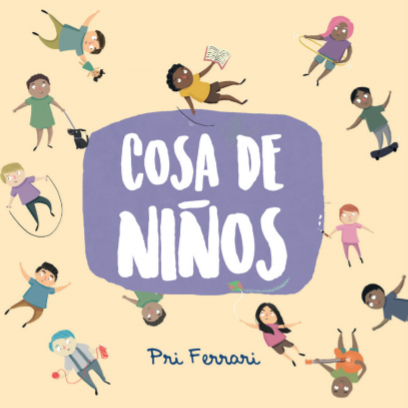 COSA DE
NIÑOS
Pri Ferrari